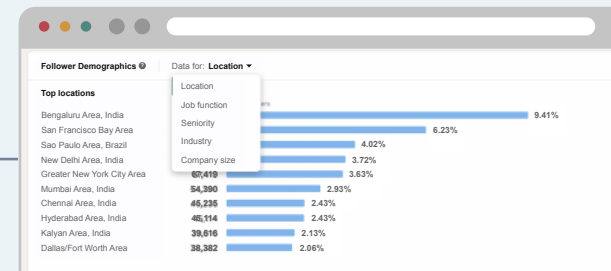 Follower Demographics Data for: Location
Top locations
Location
Job function
Seniority
Industry
Company size
Bengaluru Area, India 9.41%
San Francisco Bay Area 6.23%
Sao Paulo Area, Brazil 4.02%
New Delhi Area, India 3.72%
Greater New York City Area 67,419 3.63%
Mumbai Area, India 54,390 2.93%
Chennai Area, India 45,235 2.43%
Hyderabad Area, India 45,114 2.43%
Kalyan Area, India 39,616 2.13%
Dallas/Fort Worth Area 38,382 2.06%